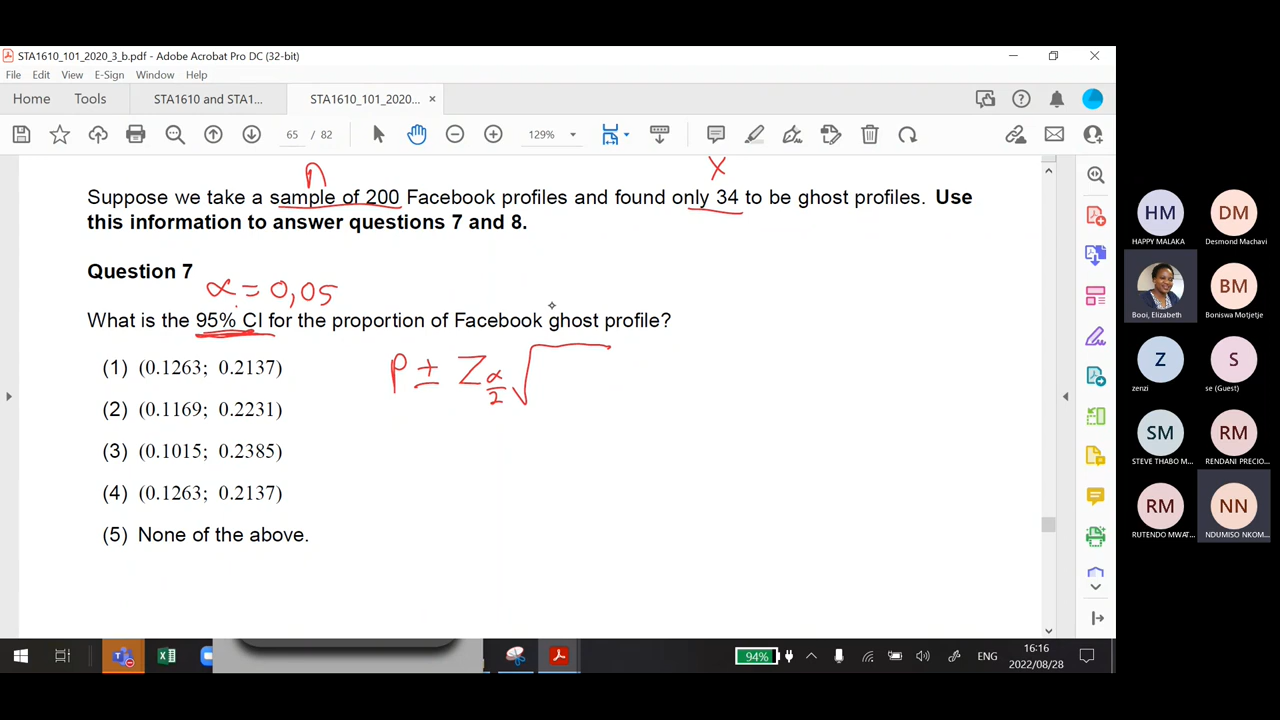 STA1610_101_2020_3_b.pdf - Adobe Acrobat Pro DC (32-bit)
File Edit View E-Sign Window Help
Home Tools STA1610 and STA1... STA1610_101_2020... ×
65 / 82 129%
n X
Suppose we take a sample of 200 Facebook profiles and found only 34 to be ghost profiles. Use
this information to answer questions 7 and 8.
Question 7
α = 0,05
What is the 95% CI for the proportion of Facebook ghost profile?
(1) (0.1263; 0.2137)
P ± Z α/2 √
(2) (0.1169; 0.2231)
(3) (0.1015; 0.2385)
(4) (0.1263; 0.2137)
(5) None of the above.
HM
HAPPY MALAKA
DM
Desmond Machavi
Booi, Elizabeth
BM
Boniswa Motjetje
Z
zenzi
S
se (Guest)
SM
STEVE THABO M...
RM
RENDANI PRECIO...
RM
RUTENDO MWAT...
NN
NDUMISO NKOM...
94% ENG 16:16
2022/08/28